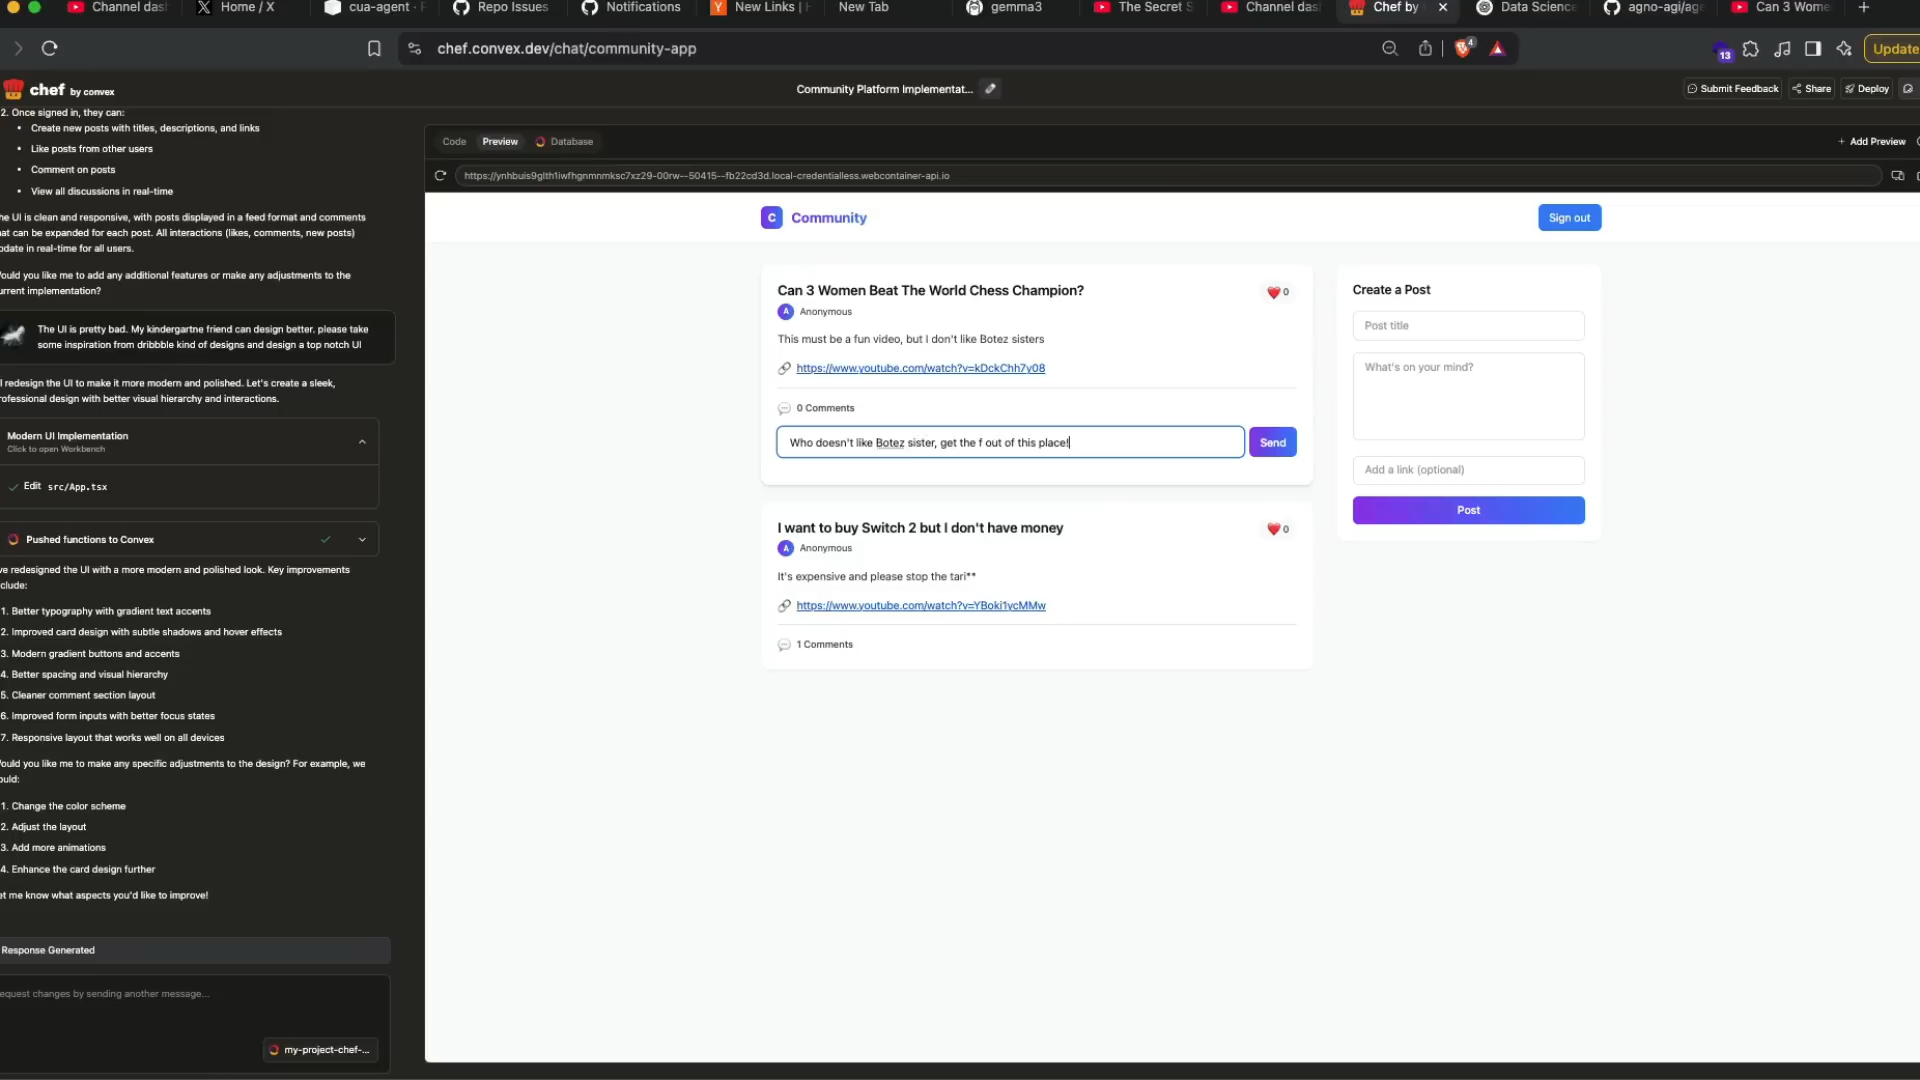 Channel das
Home / X
cua-agent
Repo Issues
Notifications
New Links |
New Tab
gemma3
The Secret S
Channel das
Chef by
Data Science
agno-agi/age
Can 3 Wome
chef.convex.dev/chat/community-app
4
13
Update
chef by convex
Community Platform Implementat...
Submit Feedback
Share
Deploy
2. Once signed in, they can:
• Create new posts with titles, descriptions, and links
• Like posts from other users
• Comment on posts
• View all discussions in real-time
he UI is clean and responsive, with posts displayed in a feed format and comments
hat can be expanded for each post. All interactions (likes, comments, new posts)
pdate in real-time for all users.
ould you like me to add any additional features or make any adjustments to the
urrent implementation?
The UI is pretty bad. My kindergartne friend can design better. please take
some inspiration from dribbble kind of designs and design a top notch UI
l redesign the UI to make it more modern and polished. Let's create a sleek,
rofessional design with better visual hierarchy and interactions.
Modern UI Implementation
Click to open Workbench
Edit src/App.tsx
Pushed functions to Convex
ve redesigned the UI with a more modern and polished look. Key improvements
clude:
1. Better typography with gradient text accents
2. Improved card design with subtle shadows and hover effects
3. Modern gradient buttons and accents
4. Better spacing and visual hierarchy
5. Cleaner comment section layout
6. Improved form inputs with better focus states
7. Responsive layout that works well on all devices
ould you like me to make any specific adjustments to the design? For example, we
ould:
1. Change the color scheme
2. Adjust the layout
3. Add more animations
4. Enhance the card design further
et me know what aspects you'd like to improve!
Response Generated
equest changes by sending another message...
my-project-chef-...
Code
Preview
Database
+ Add Preview
https://ynhbuis9glth1iwfhgnmnmksc7xz29-00rw--50415--fb22cd3d.local-credentialless.webcontainer-api.io
C
Community
Sign out
Can 3 Women Beat The World Chess Champion?
0
A Anonymous
This must be a fun video, but I don't like Botez sisters
https://www.youtube.com/watch?v=kDckChh7y08
0 Comments
Who doesn't like Botez sister, get the f out of this place!
Send
I want to buy Switch 2 but I don't have money
0
A Anonymous
It's expensive and please stop the tari**
https://www.youtube.com/watch?v=YBoki1ycMMw
1 Comments
Create a Post
Post title
What's on your mind?
Add a link (optional)
Post